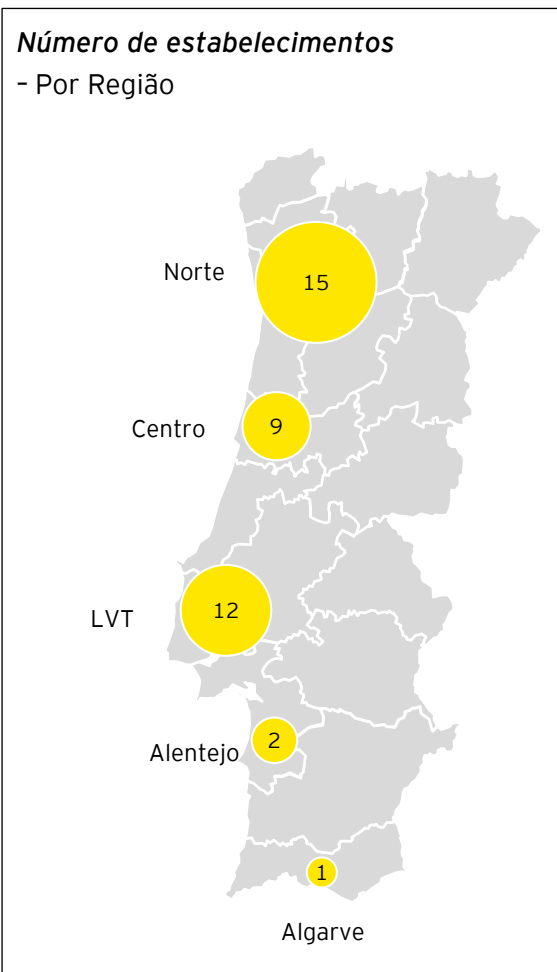 Número de estabelecimentos
– Por Região
Norte
15
Centro
9
LVT
12
Alentejo
2
1
Algarve